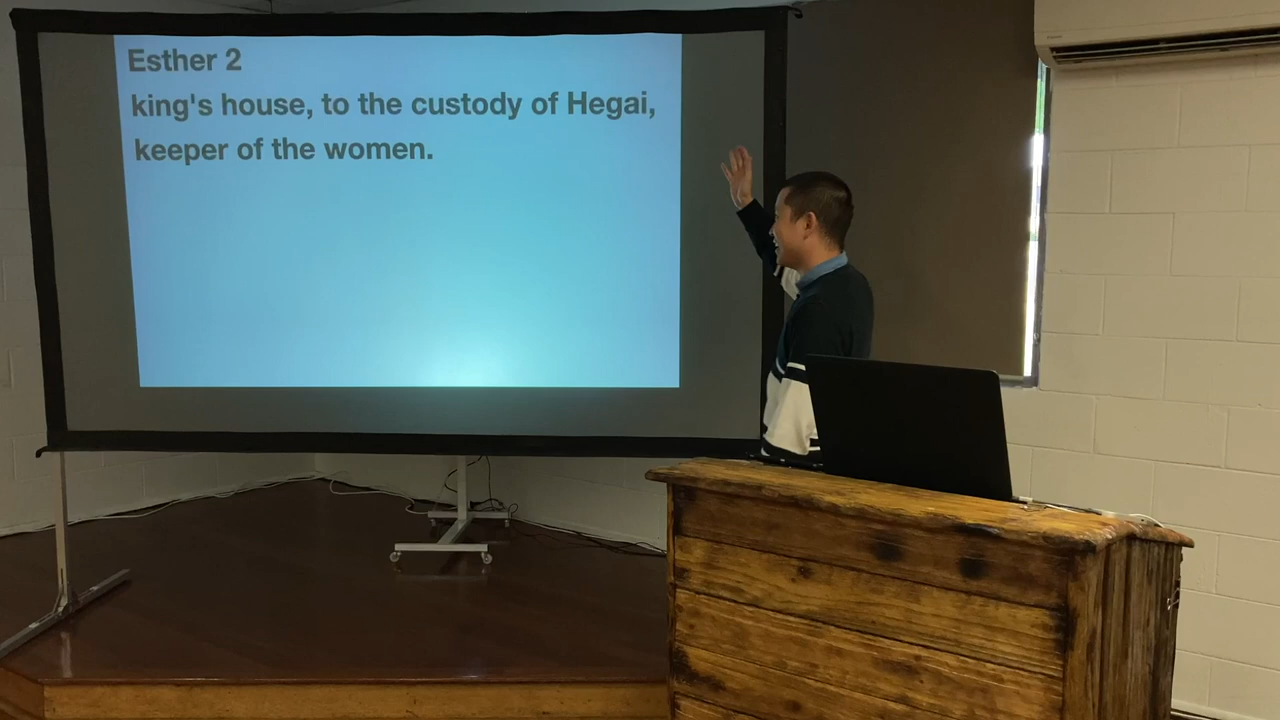 Esther 2
king's house, to the custody of Hegai,
keeper of the women.